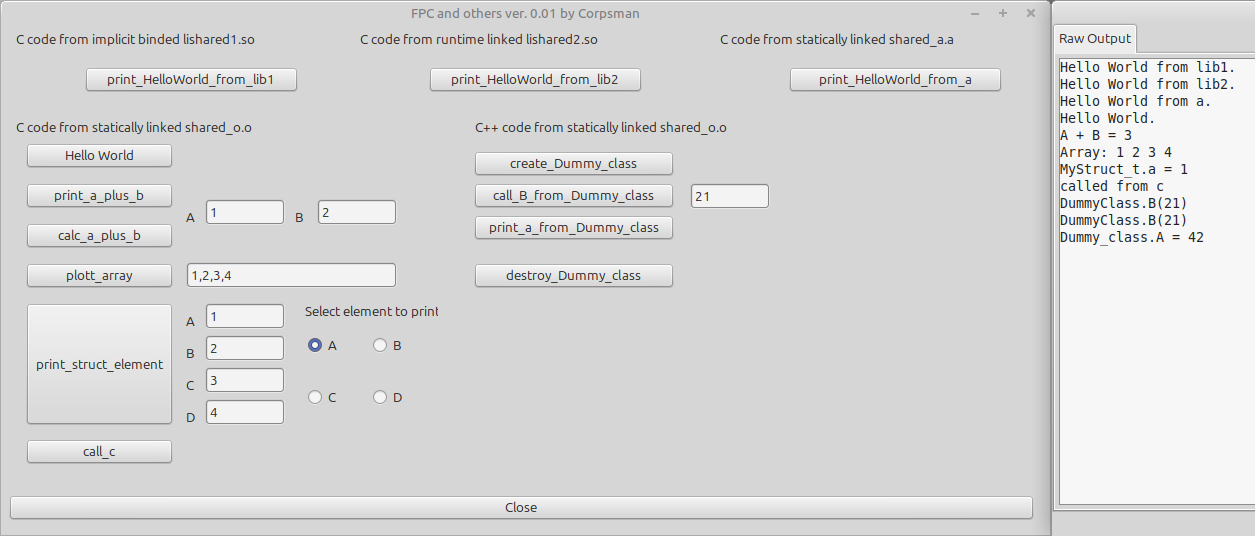 FPC and others ver. 0.01 by Corpsman
C code from implicit binded lishared1.so
C code from runtime linked lishared2.so
C code from statically linked shared_a.a
print_HelloWorld_from_lib1
print_HelloWorld_from_lib2
print_HelloWorld_from_a
C code from statically linked shared_o.o
Hello World
print_a_plus_b
A
1
B
2
calc_a_plus_b
plott_array
1,2,3,4
print_struct_element
A
1
B
2
C
3
D
4
Select element to print
A
B
C
D
call_c
C++ code from statically linked shared_o.o
create_Dummy_class
call_B_from_Dummy_class
21
print_a_from_Dummy_class
destroy_Dummy_class
Close
Raw Output
Hello World from lib1.
Hello World from lib2.
Hello World from a.
Hello World.
A + B = 3
Array: 1 2 3 4
MyStruct_t.a = 1
called from c
DummyClass.B(21)
DummyClass.B(21)
Dummy_class.A = 42